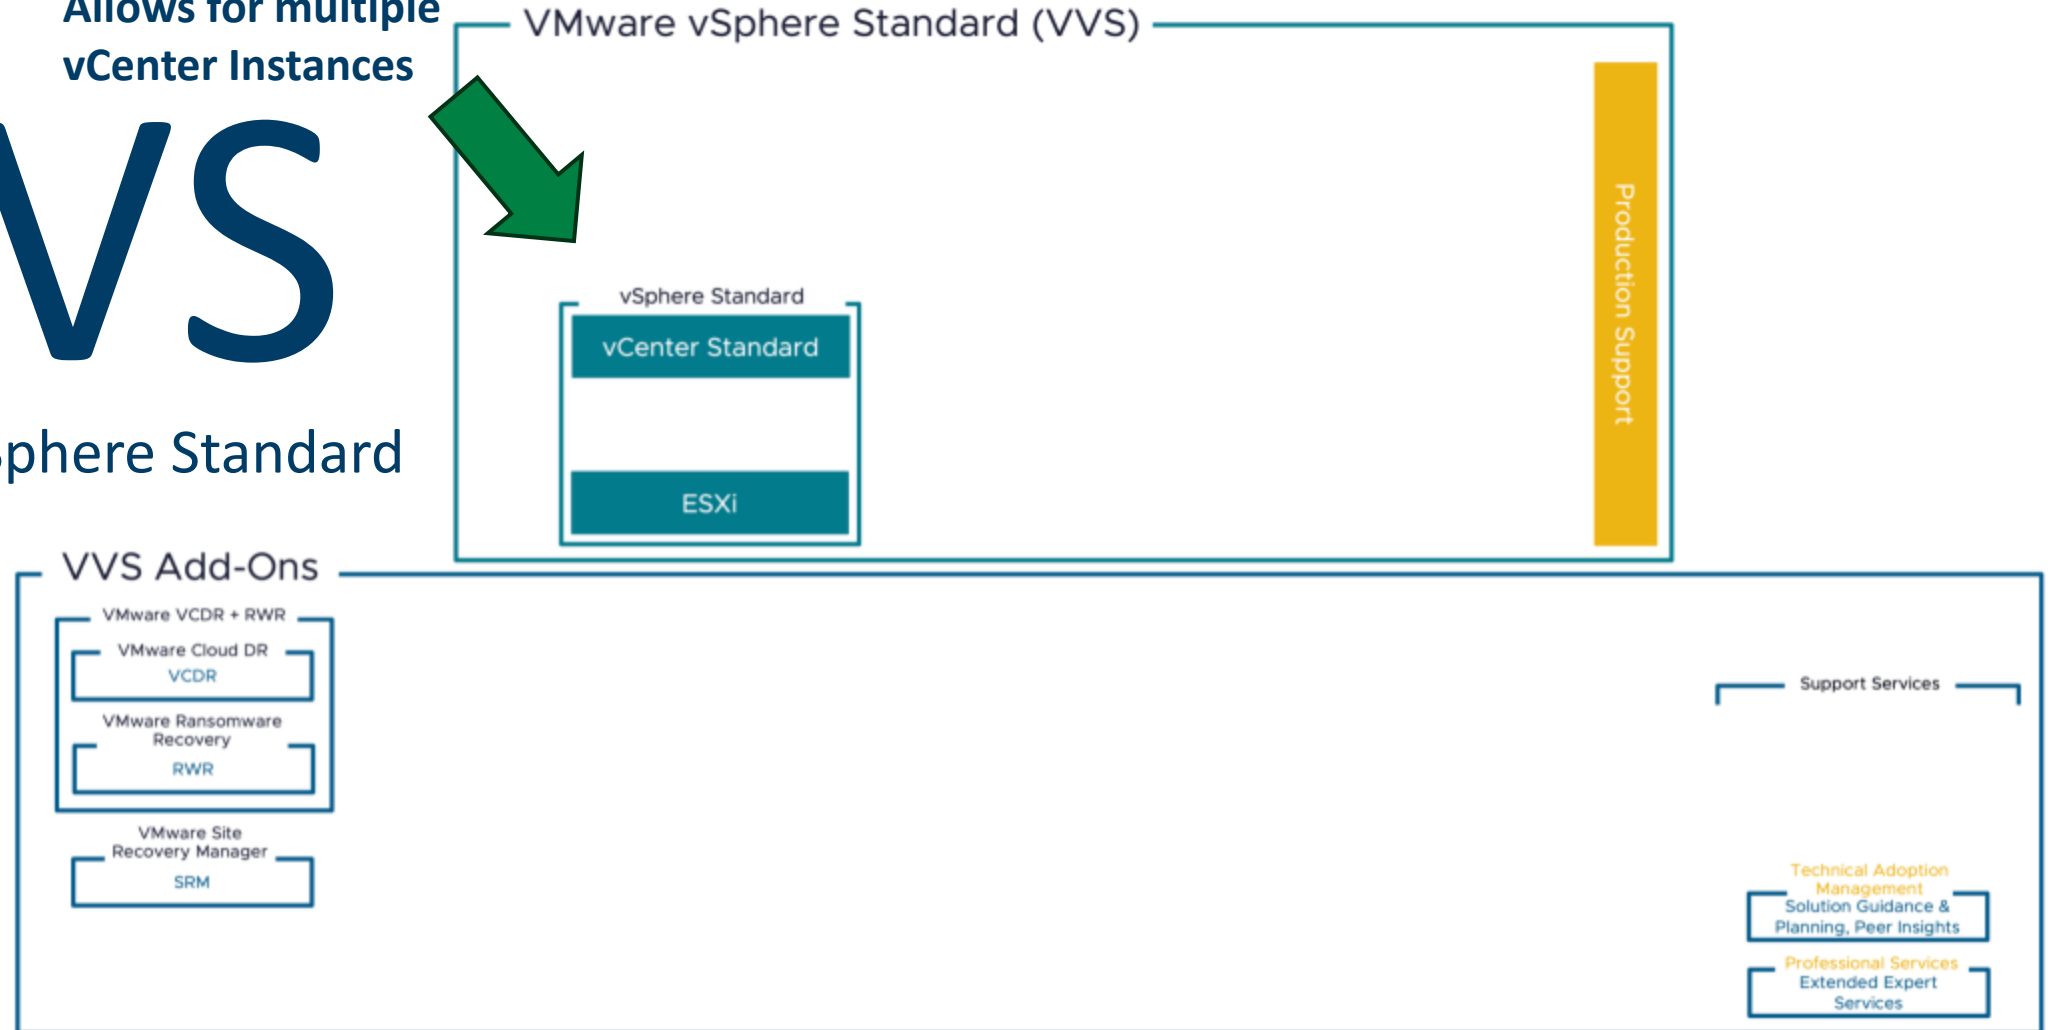 Allows for multiple
vCenter Instances
VMware vSphere Standard (VVS)
VS
Sphere Standard
Production Support
vSphere Standard
vCenter Standard
ESXi
VVS Add-Ons
VMware VCDR + RWR
VMware Cloud DR
VCDR
VMware Ransomware
Recovery
RWR
VMware Site
Recovery Manager
SRM
Support Services
Technical Adoption
Management
Solution Guidance &
Planning, Peer Insights
Professional Services
Extended Expert
Services